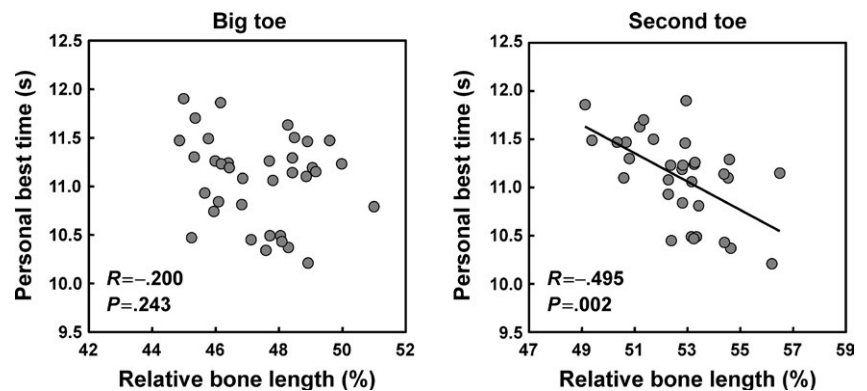 Big toe
Personal best time (s)
12.5
12.0
11.5
11.0
10.5
10.0
9.5
R=–.200
P=.243
42 44 46 48 50 52
Relative bone length (%)
Second toe
Personal best time (s)
12.5
12.0
11.5
11.0
10.5
10.0
9.5
R=–.495
P=.002
47 49 51 53 55 57 59
Relative bone length (%)